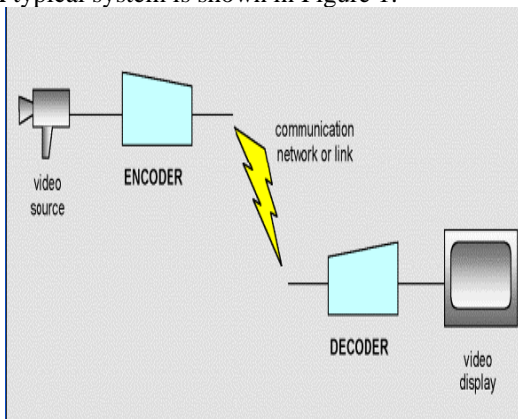 A typical system is shown in Figure 1.
video
source
ENCODER
communication
network or link
DECODER
video
display